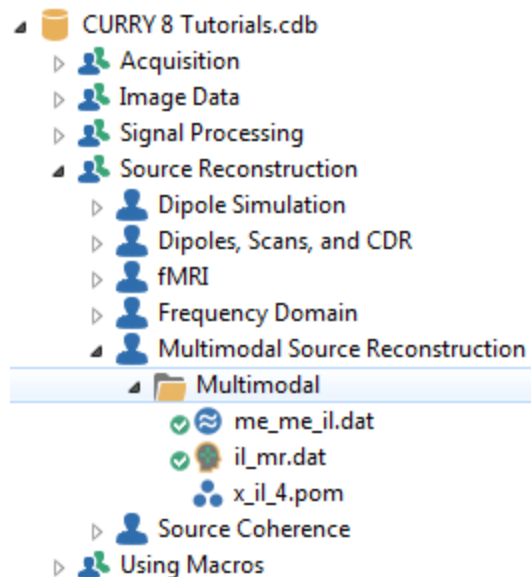 CURRY 8 Tutorials.cdb
Acquisition
Image Data
Signal Processing
Source Reconstruction
Dipole Simulation
Dipoles, Scans, and CDR
fMRI
Frequency Domain
Multimodal Source Reconstruction
Multimodal
me_me_il.dat
il_mr.dat
x_il_4.pom
Source Coherence
Using Macros